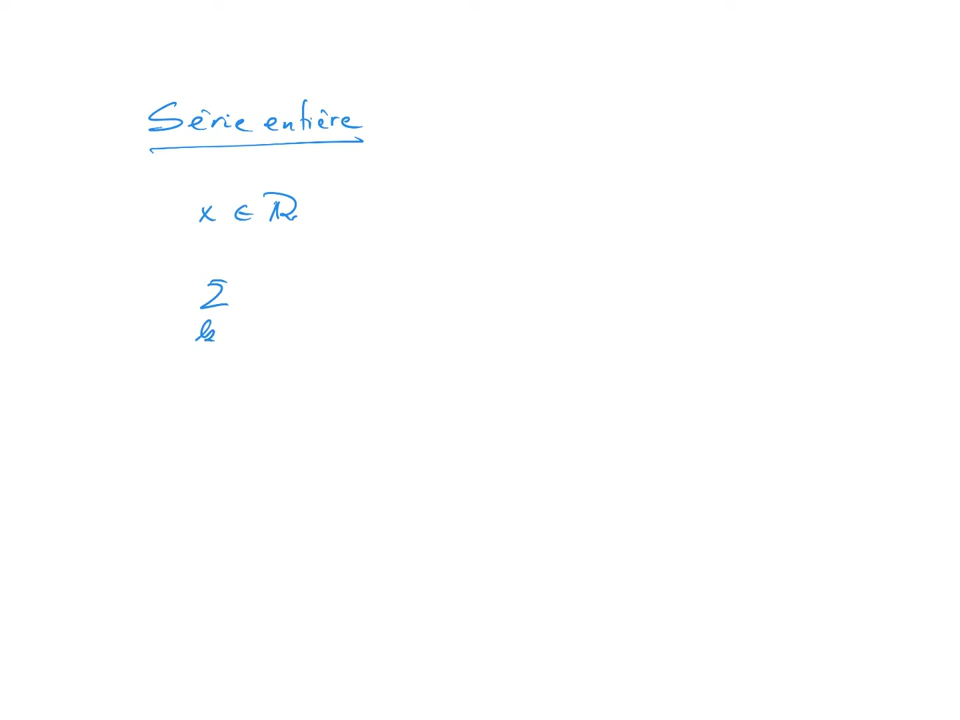 Série entière
x ∈ ℝ
Σ
k